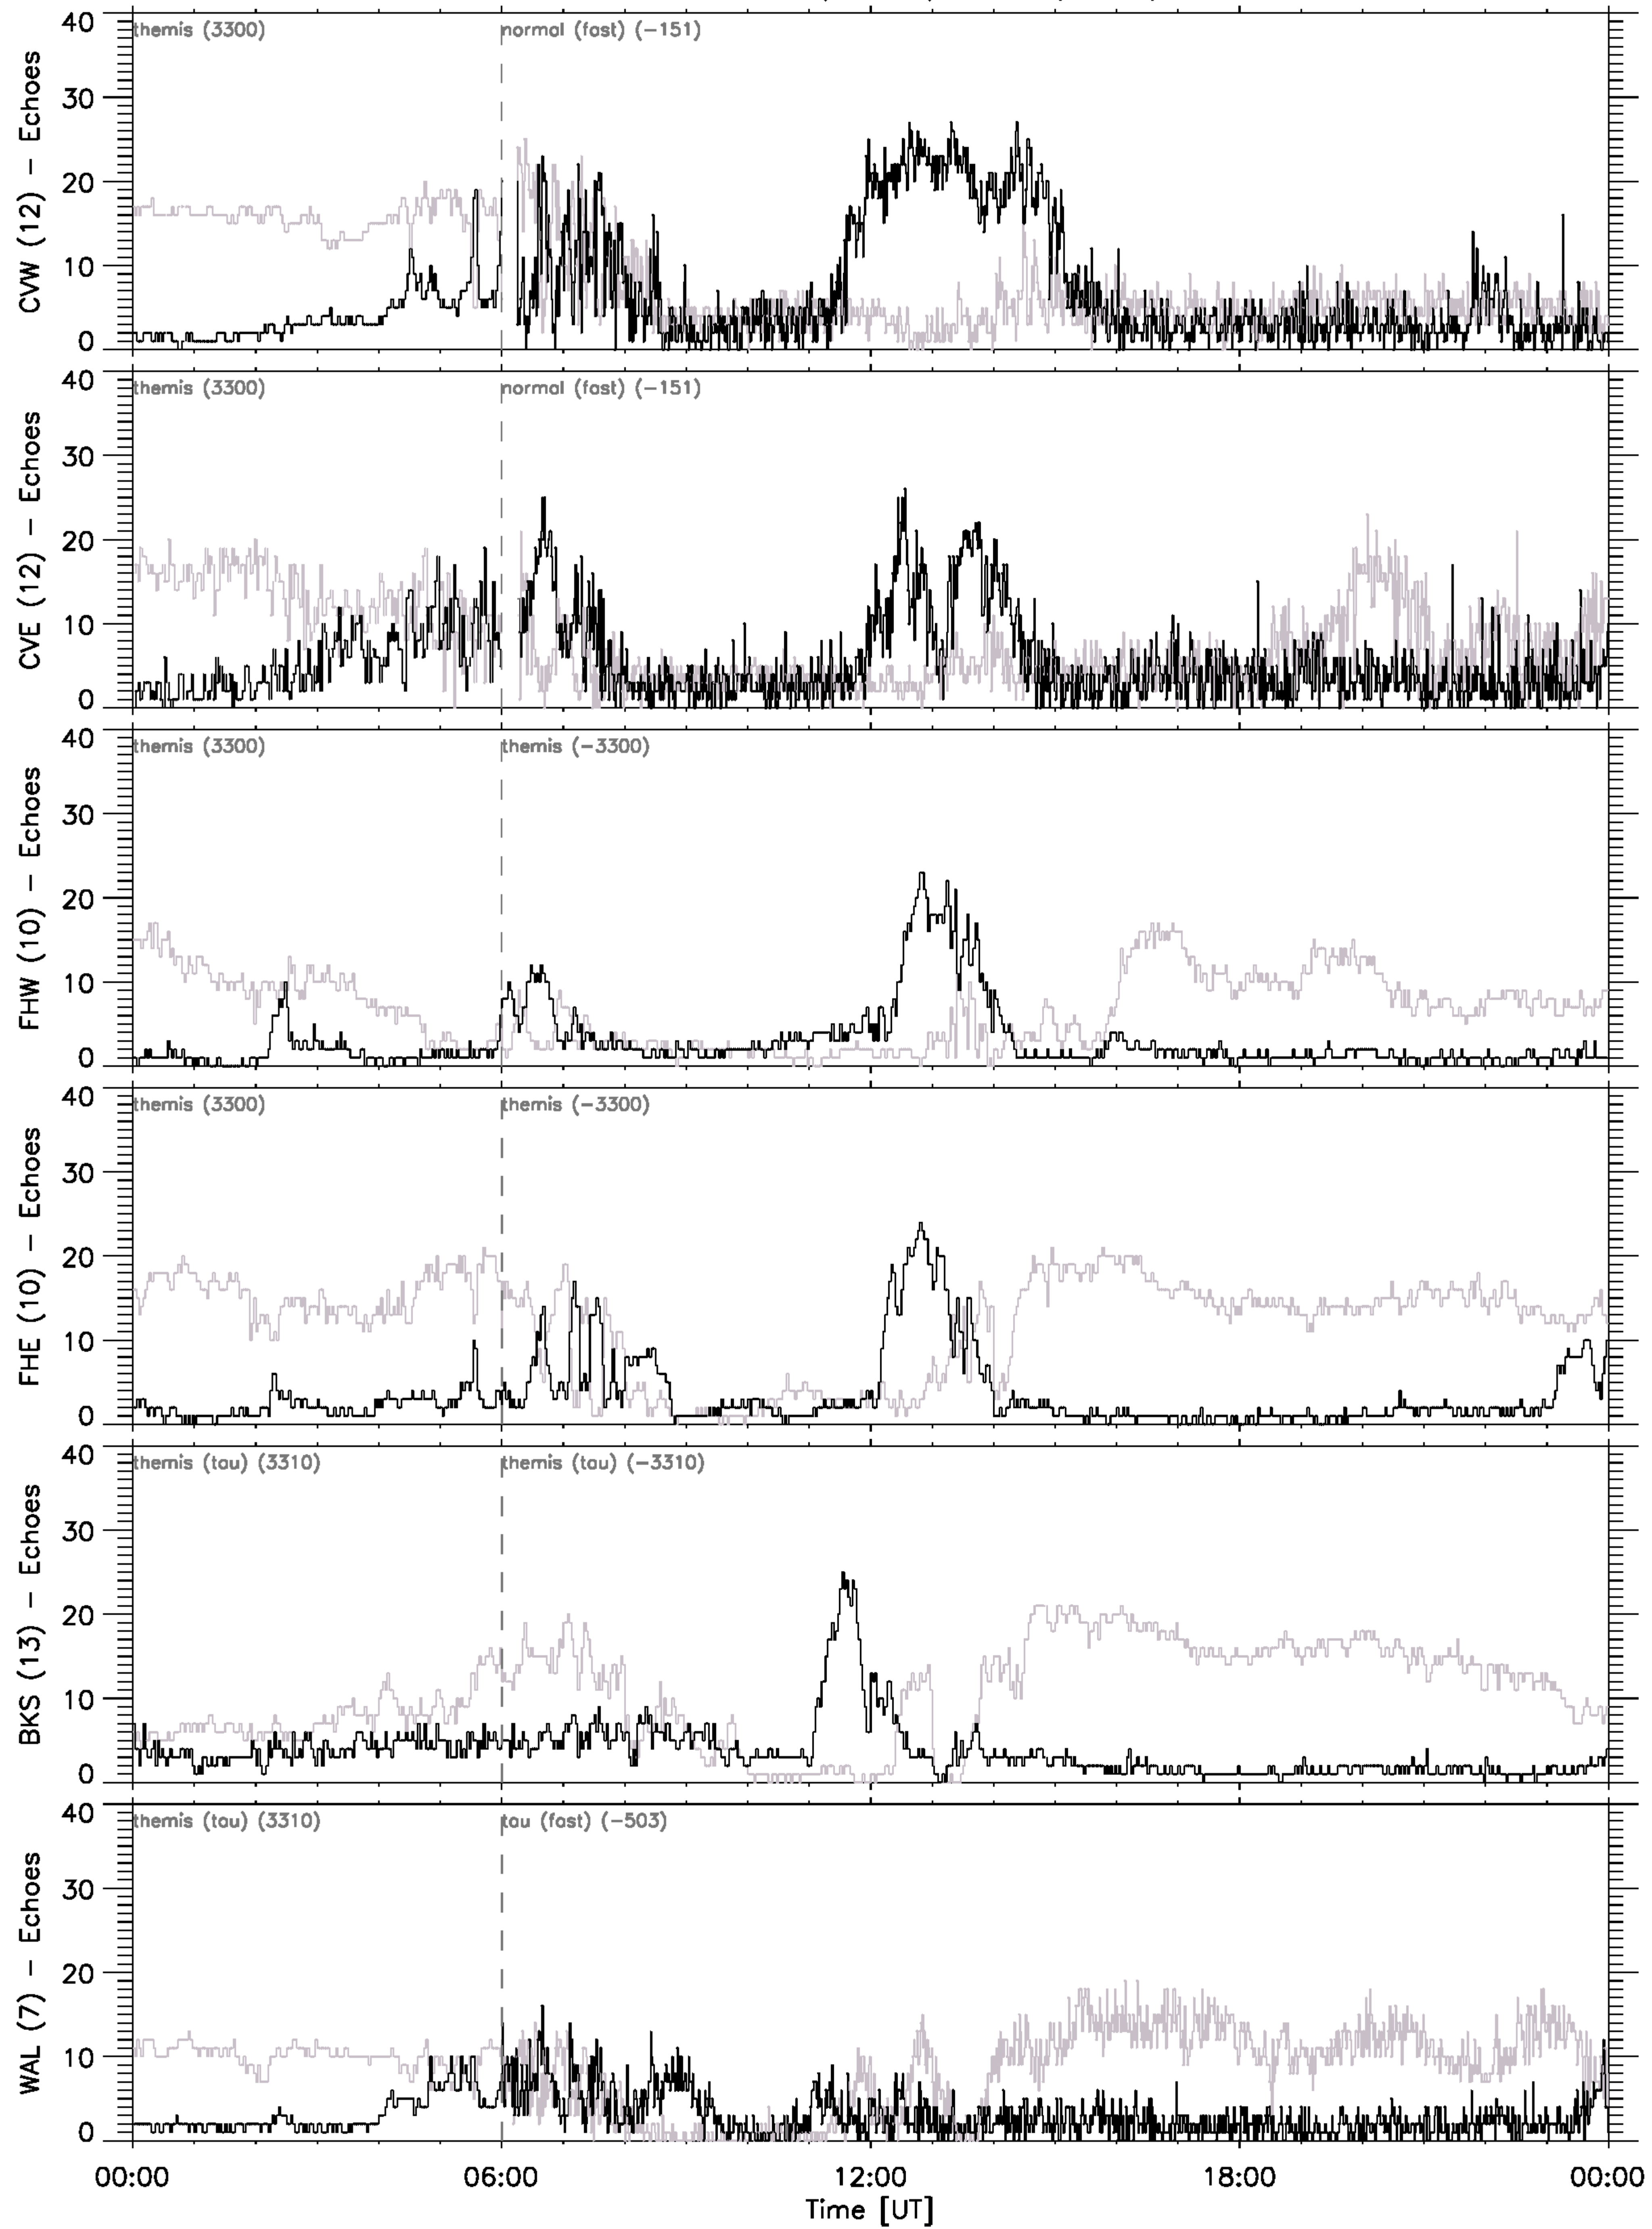 themis (3300) normal (fast) (-151)
CVW (12) - Echoes
40
30
20
10
0
themis (3300) normal (fast) (-151)
CVE (12) - Echoes
40
30
20
10
0
themis (3300) themis (-3300)
FHW (10) - Echoes
40
30
20
10
0
themis (3300) themis (-3300)
FHE (10) - Echoes
40
30
20
10
0
themis (tau) (3310) themis (tau) (-3310)
BKS (13) - Echoes
40
30
20
10
0
themis (tau) (3310) tau (fast) (-503)
WAL (7) - Echoes
40
30
20
10
0
00:00 06:00 12:00 18:00 00:00
Time [UT]